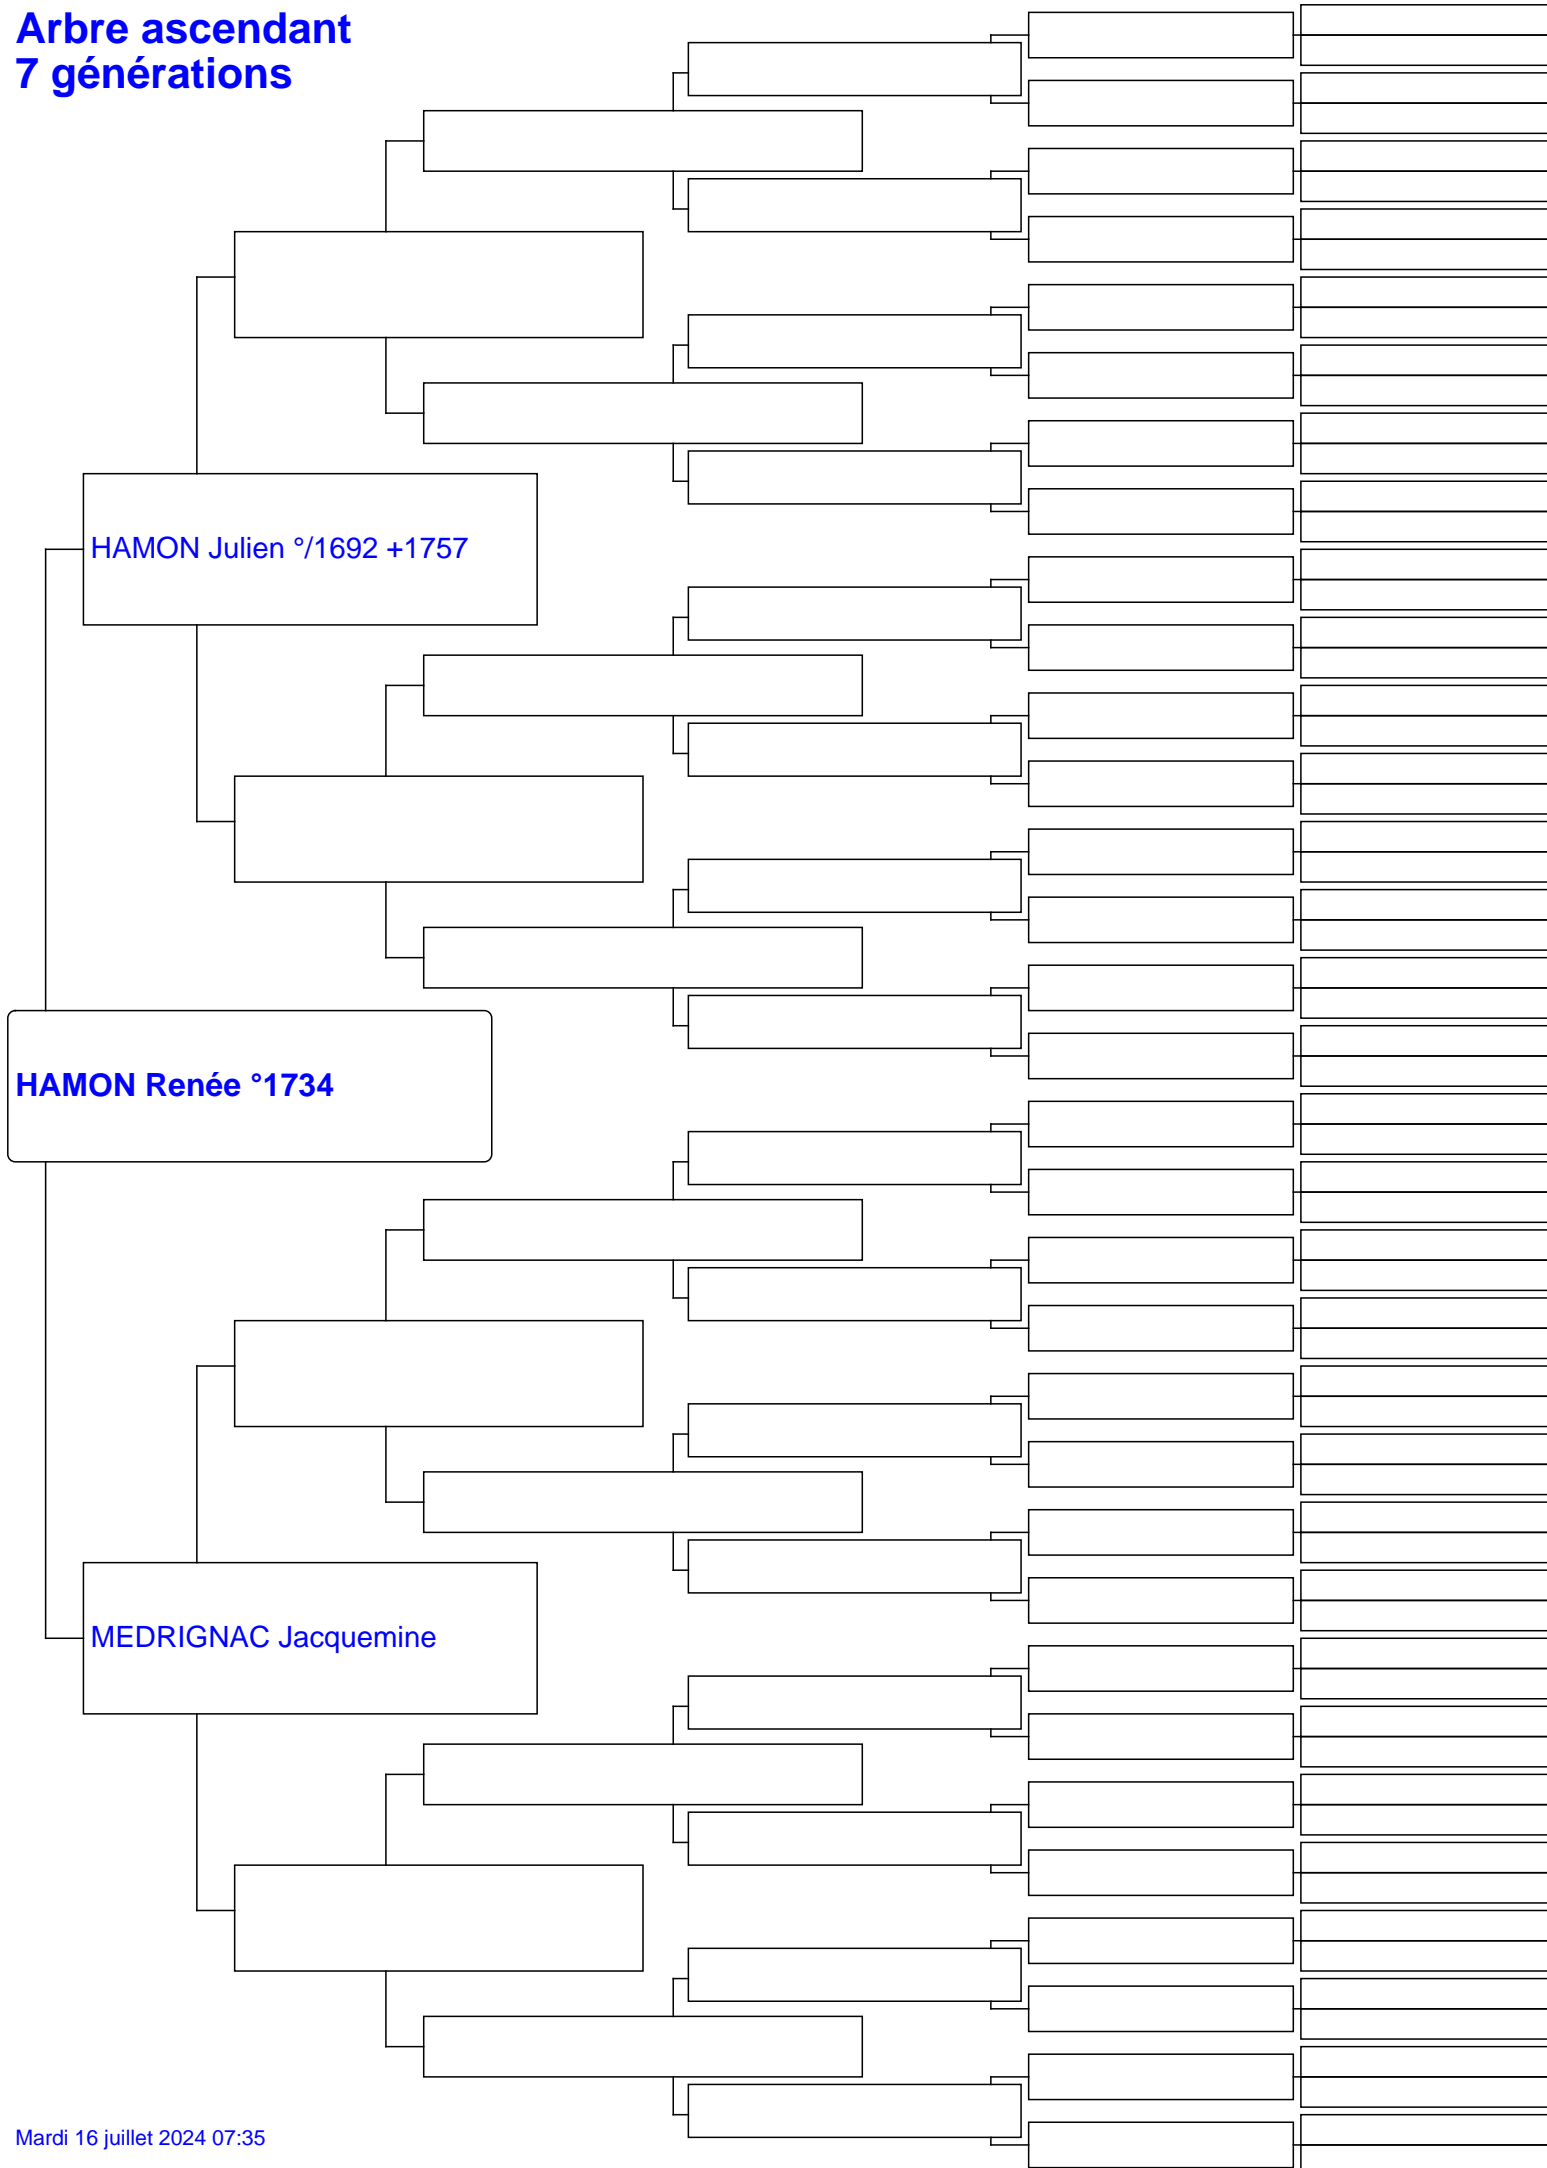 Arbre ascendant
7 générations
HAMON Julien °/1692 +1757
HAMON Renée °1734
MEDRIGNAC Jacquemine
Mardi 16 juillet 2024 07:35